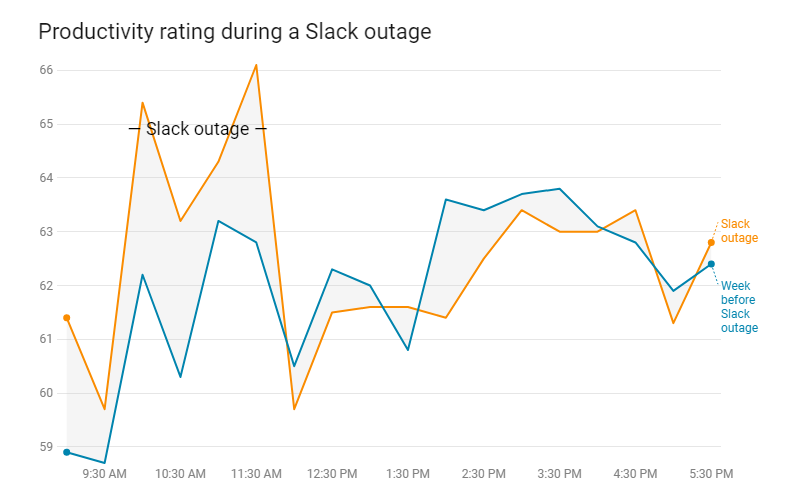 Productivity rating during a Slack outage
66
65
Slack outage
64
63
62
61
60
59
Slack
outage
Week
before
Slack
outage
9:30 AM 10:30 AM 11:30 AM 12:30 PM 1:30 PM 2:30 PM 3:30 PM 4:30 PM 5:30 PM